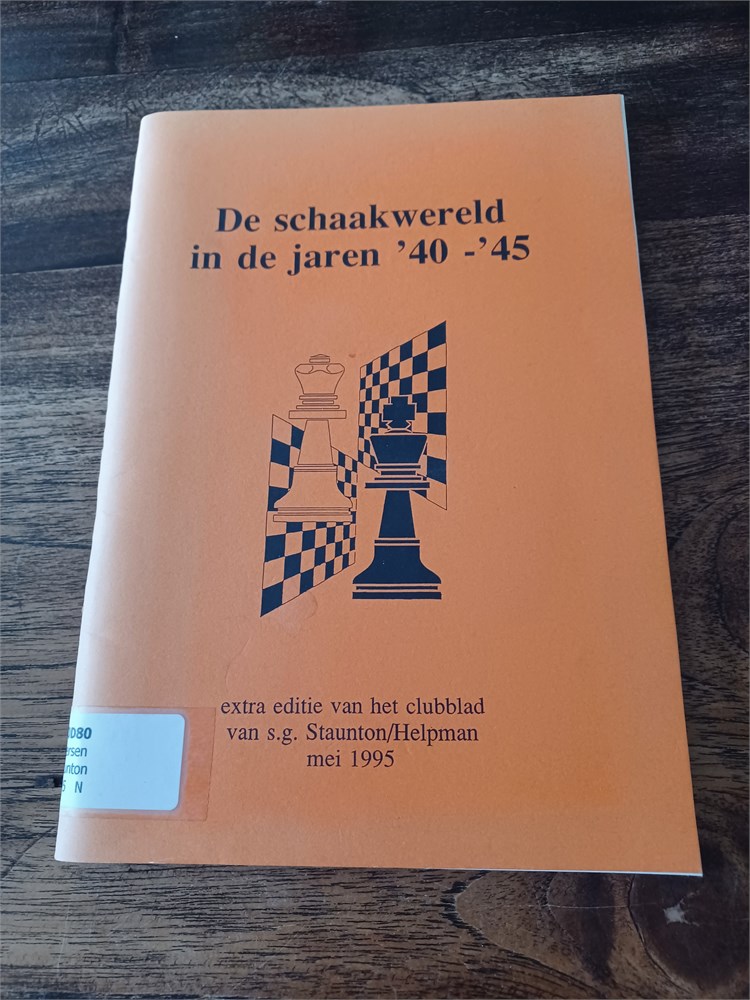 De schaakwereld
in de jaren ’40 -’45
extra editie van het clubblad
van s.g. Staunton/Helpman
mei 1995
N